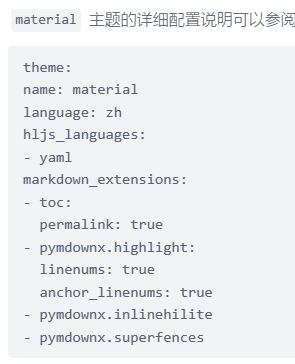 material 主题的详细配置说明可以参阅
theme:
name: material
language: zh
hljs_languages:
- yaml
markdown_extensions:
- toc:
  permalink: true
- pymdownx.highlight:
  linenums: true
  anchor_linenums: true
- pymdownx.inlinehilite
- pymdownx.superfences